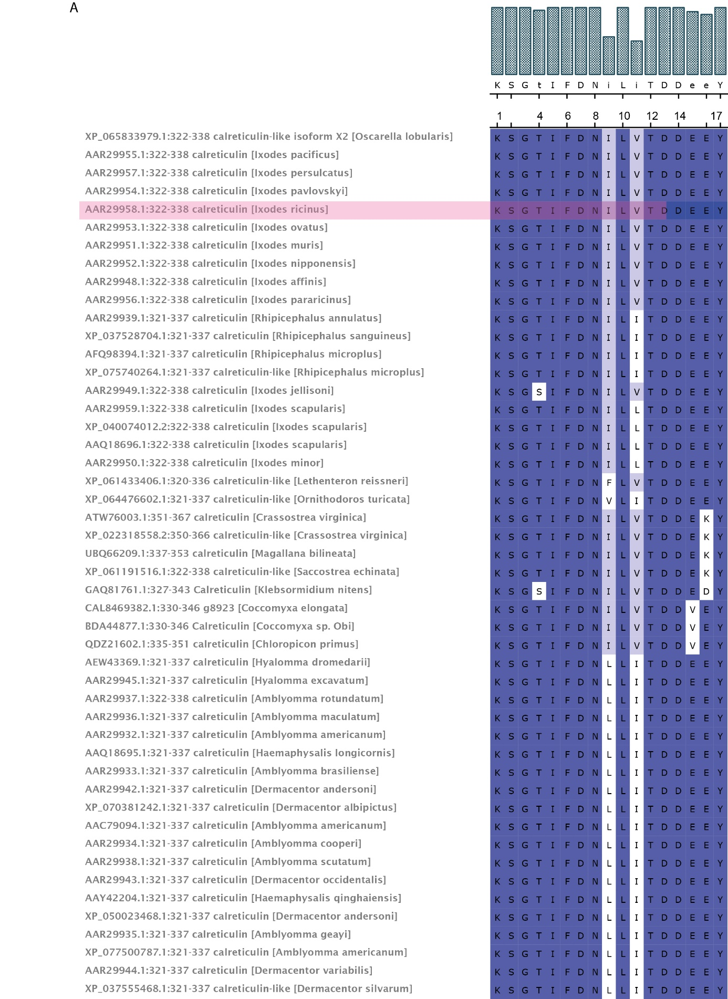 A
K S G t I F D N i L i T D D e e Y
1 4 6 8 10 12 14 17
XP_065833979.1:322-338 calreticulin-like isoform X2 [Oscarella lobularis] K S G T I F D N I L V T D D E E Y
AAR29955.1:322-338 calreticulin [Ixodes pacificus] K S G T I F D N I L V T D D E E Y
AAR29957.1:322-338 calreticulin [Ixodes persulcatus] K S G T I F D N I L V T D D E E Y
AAR29954.1:322-338 calreticulin [Ixodes pavlovskyi] K S G T I F D N I L V T D D E E Y
AAR29958.1:322-338 calreticulin [Ixodes ricinus] K S G T I F D N I L V T D D E E Y
AAR29953.1:322-338 calreticulin [Ixodes ovatus] K S G T I F D N I L V T D D E E Y
AAR29951.1:322-338 calreticulin [Ixodes muris] K S G T I F D N I L V T D D E E Y
AAR29952.1:322-338 calreticulin [Ixodes nipponensis] K S G T I F D N I L V T D D E E Y
AAR29948.1:322-338 calreticulin [Ixodes affinis] K S G T I F D N I L V T D D E E Y
AAR29956.1:322-338 calreticulin [Ixodes pararicinus] K S G T I F D N I L V T D D E E Y
AAR29939.1:321-337 calreticulin [Rhipicephalus annulatus] K S G T I F D N I L I T D D E E Y
XP_037528704.1:321-337 calreticulin [Rhipicephalus sanguineus] K S G T I F D N I L I T D D E E Y
AFQ98394.1:321-337 calreticulin [Rhipicephalus microplus] K S G T I F D N I L I T D D E E Y
XP_075740264.1:321-337 calreticulin-like [Rhipicephalus microplus] K S G T I F D N I L I T D D E E Y
AAR29949.1:322-338 calreticulin [Ixodes jellisoni] K S G S I F D N I L V T D D E E Y
AAR29959.1:322-338 calreticulin [Ixodes scapularis] K S G T I F D N I L L T D D E E Y
XP_040074012.2:322-338 calreticulin [Ixodes scapularis] K S G T I F D N I L L T D D E E Y
AAQ18696.1:322-338 calreticulin [Ixodes scapularis] K S G T I F D N I L L T D D E E Y
AAR29950.1:322-338 calreticulin [Ixodes minor] K S G T I F D N I L L T D D E E Y
XP_061433406.1:320-336 calreticulin-like [Lethenteron reissneri] K S G T I F D N F L V T D D E E Y
XP_064476602.1:321-337 calreticulin-like [Ornithodoros turicata] K S G T I F D N V L I T D D E E Y
ATW76003.1:351-367 calreticulin [Crassostrea virginica] K S G T I F D N I L V T D D E K Y
XP_022318558.2:350-366 calreticulin-like [Crassostrea virginica] K S G T I F D N I L V T D D E K Y
UBQ66209.1:337-353 calreticulin [Magallana bilineata] K S G T I F D N I L V T D D E K Y
XP_061191516.1:322-338 calreticulin-like [Saccostrea echinata] K S G T I F D N I L V T D D E K Y
GAQ81761.1:327-343 Calreticulin [Klebsormidium nitens] K S G S I F D N I L V T D D E D Y
CAL8469382.1:330-346 g8923 [Coccomyxa elongata] K S G T I F D N I L V T D D V E Y
BDA44877.1:330-346 Calreticulin [Coccomyxa sp. Obi] K S G T I F D N I L V T D D V E Y
QDZ21602.1:335-351 calreticulin [Chloropicon primus] K S G T I F D N I L V T D D V E Y
AEW43369.1:321-337 calreticulin [Hyalomma dromedarii] K S G T I F D N L L I T D D E E Y
AAR29945.1:321-337 calreticulin [Hyalomma excavatum] K S G T I F D N L L I T D D E E Y
AAR29937.1:322-338 calreticulin [Amblyomma rotundatum] K S G T I F D N L L I T D D E E Y
AAR29936.1:321-337 calreticulin [Amblyomma maculatum] K S G T I F D N L L I T D D E E Y
AAR29932.1:321-337 calreticulin [Amblyomma americanum] K S G T I F D N L L I T D D E E Y
AAQ18695.1:321-337 calreticulin [Haemaphysalis longicornis] K S G T I F D N L L I T D D E E Y
AAR29933.1:321-337 calreticulin [Amblyomma brasiliense] K S G T I F D N L L I T D D E E Y
AAR29942.1:321-337 calreticulin [Dermacentor andersoni] K S G T I F D N L L I T D D E E Y
XP_070381242.1:321-337 calreticulin [Dermacentor albipictus] K S G T I F D N L L I T D D E E Y
AAC79094.1:321-337 calreticulin [Amblyomma americanum] K S G T I F D N L L I T D D E E Y
AAR29934.1:321-337 calreticulin [Amblyomma cooperi] K S G T I F D N L L I T D D E E Y
AAR29938.1:321-337 calreticulin [Amblyomma scutatum] K S G T I F D N L L I T D D E E Y
AAR29943.1:321-337 calreticulin [Dermacentor occidentalis] K S G T I F D N L L I T D D E E Y
AAY42204.1:321-337 calreticulin [Haemaphysalis qinghaiensis] K S G T I F D N L L I T D D E E Y
XP_050023468.1:321-337 calreticulin [Dermacentor andersoni] K S G T I F D N L L I T D D E E Y
AAR29935.1:321-337 calreticulin [Amblyomma geayi] K S G T I F D N L L I T D D E E Y
XP_077500787.1:321-337 calreticulin [Amblyomma americanum] K S G T I F D N L L I T D D E E Y
AAR29944.1:321-337 calreticulin [Dermacentor variabilis] K S G T I F D N L L I T D D E E Y
XP_037555468.1:321-337 calreticulin-like [Dermacentor silvarum] K S G T I F D N L L I T D D E E Y